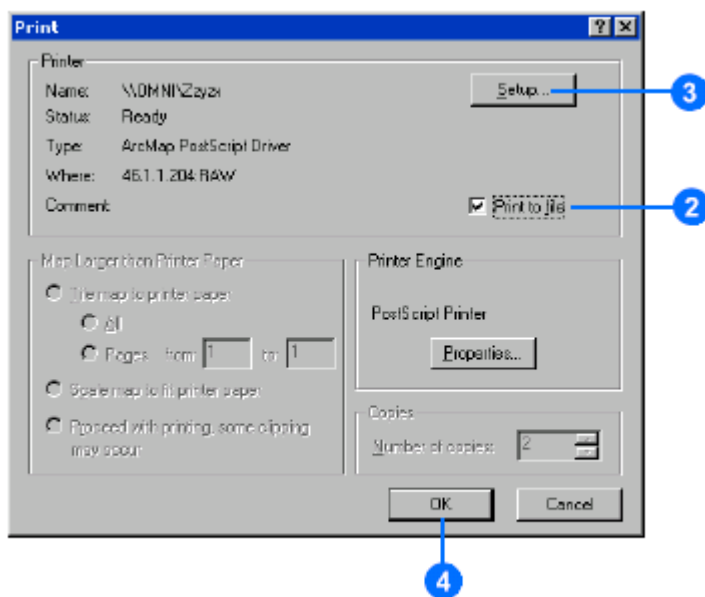 Print
Printer
Name: \\OMNI\Zzyzx
Setup...
3
Status: Ready
Type: ArcMap PostScript Driver
Where: 46.1.1.204:RAW
Comment:
Print to file
2
Map Larger than Printer Paper
Tile map to printer paper
All
Pages from: 1 to: 1
Scale map to fit printer paper
Proceed with printing, some clipping
may occur
Printer Engine
PostScript Printer
Properties...
Copies
Number of copies: 2
OK
Cancel
4